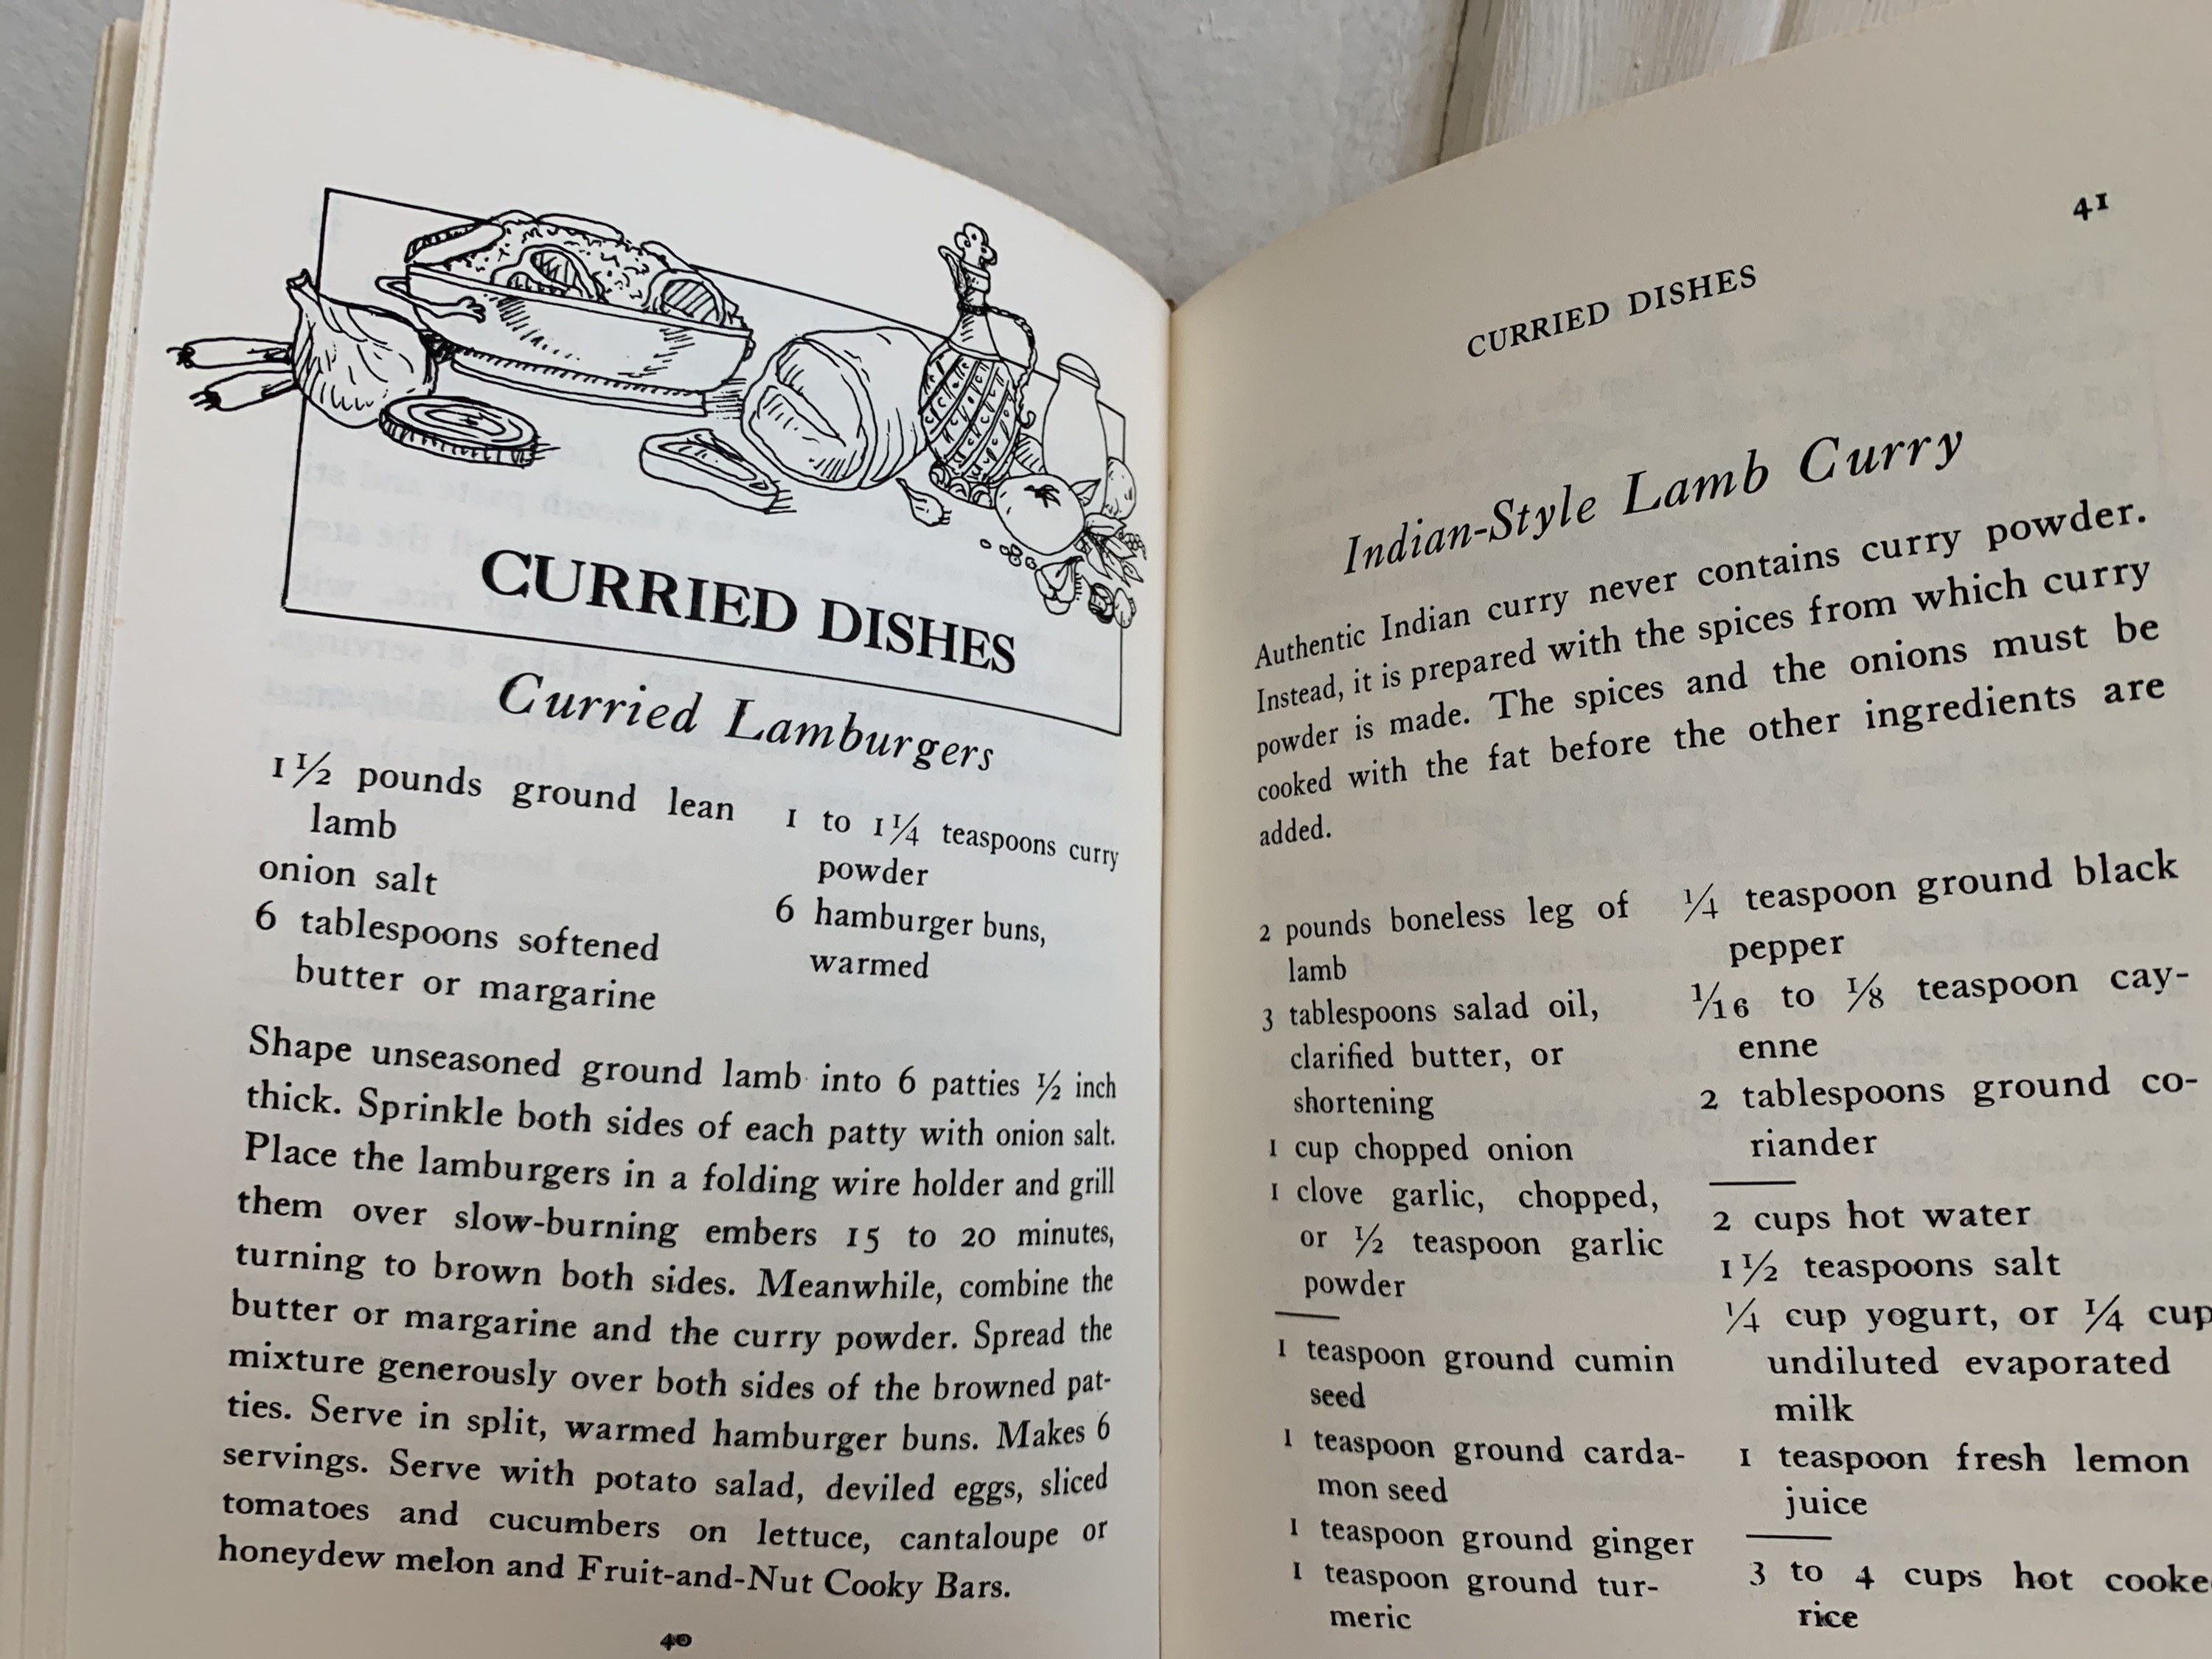 CURRIED DISHES
Curried Lamburgers
1 ½ pounds ground lean
lamb
onion salt
6 tablespoons softened
butter or margarine
1 to 1 ¼ teaspoons curry
powder
6 hamburger buns,
warmed
Shape unseasoned ground lamb into 6 patties ½ inch
thick. Sprinkle both sides of each patty with onion salt.
Place the lamburgers in a folding wire holder and grill
them over slow-burning embers 15 to 20 minutes,
turning to brown both sides. Meanwhile, combine the
butter or margarine and the curry powder. Spread the
mixture generously over both sides of the browned pat-
ties. Serve in split, warmed hamburger buns. Makes 6
servings. Serve with potato salad, deviled eggs, sliced
tomatoes and cucumbers on lettuce, cantaloupe or
honeydew melon and Fruit-and-Nut Cooky Bars.
40
41
CURRIED DISHES
Indian-Style Lamb Curry
Authentic Indian curry never contains curry powder.
Instead, it is prepared with the spices from which curry
powder is made. The spices and the onions must be
cooked with the fat before the other ingredients are
added.
2 pounds boneless leg of
lamb
3 tablespoons salad oil,
clarified butter, or
shortening
1 cup chopped onion
1 clove garlic, chopped,
or ½ teaspoon garlic
powder
1 teaspoon ground cumin
seed
1 teaspoon ground carda-
mon seed
1 teaspoon ground ginger
1 teaspoon ground tur-
meric
¼ teaspoon ground black
pepper
1/16 to ⅛ teaspoon cay-
enne
2 tablespoons ground co-
riander
2 cups hot water
1 ½ teaspoons salt
¼ cup yogurt, or ¼ cup
undiluted evaporated
milk
1 teaspoon fresh lemon
juice
3 to 4 cups hot cooke
rice